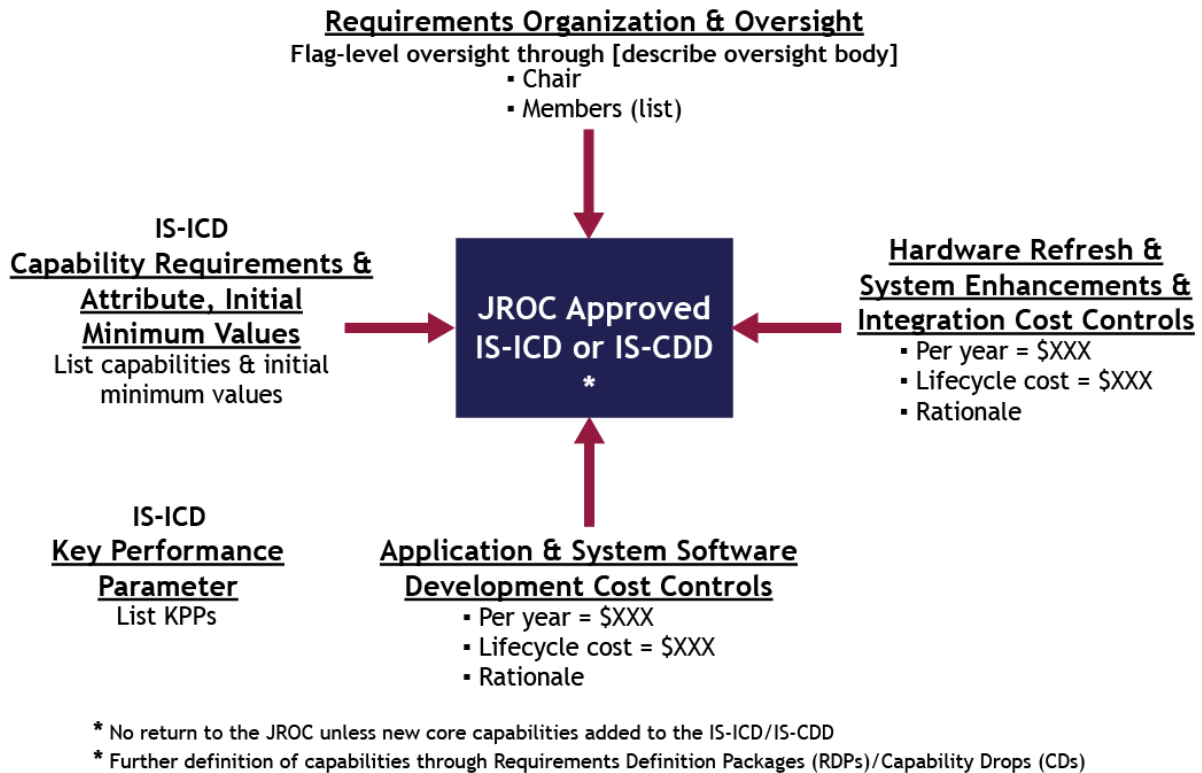 Requirements Organization & Oversight
Flag-level oversight through [describe oversight body]
▪ Chair
▪ Members (list)
IS-ICD
Capability Requirements &
Attribute, Initial
Minimum Values
List capabilities & initial
minimum values
JROC Approved
IS-ICD or IS-CDD
*
Hardware Refresh &
System Enhancements &
Integration Cost Controls
▪ Per year = $XXX
▪ Lifecycle cost = $XXX
▪ Rationale
IS-ICD
Key Performance
Parameter
List KPPs
Application & System Software
Development Cost Controls
▪ Per year = $XXX
▪ Lifecycle cost = $XXX
▪ Rationale
* No return to the JROC unless new core capabilities added to the IS-ICD/IS-CDD
* Further definition of capabilities through Requirements Definition Packages (RDPs)/Capability Drops (CDs)